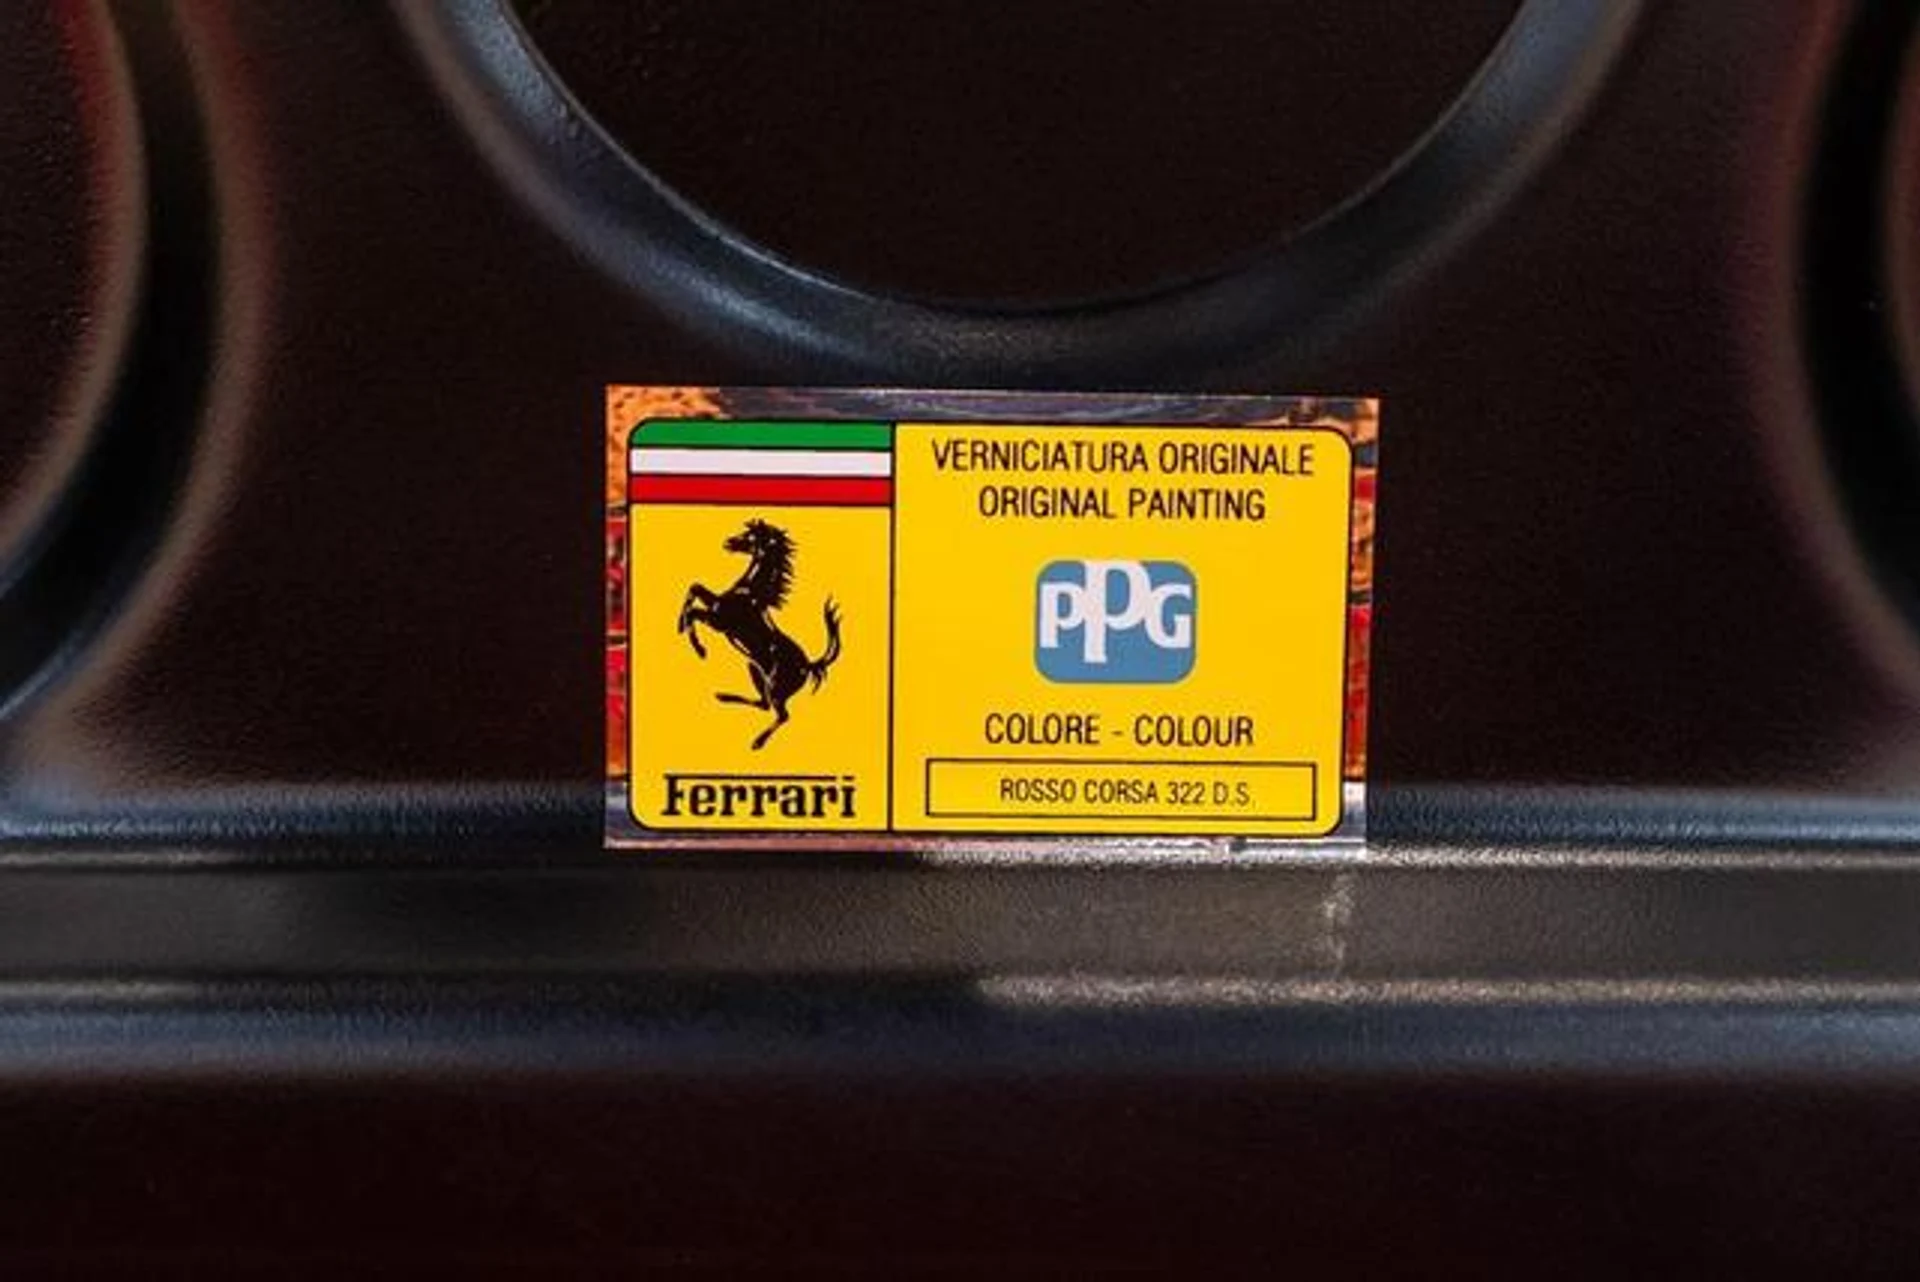 VERNICIATURA ORIGINALE
ORIGINAL PAINTING
PPG
COLORE - COLOUR
ROSSO CORSA 322 D.S.
Ferrari